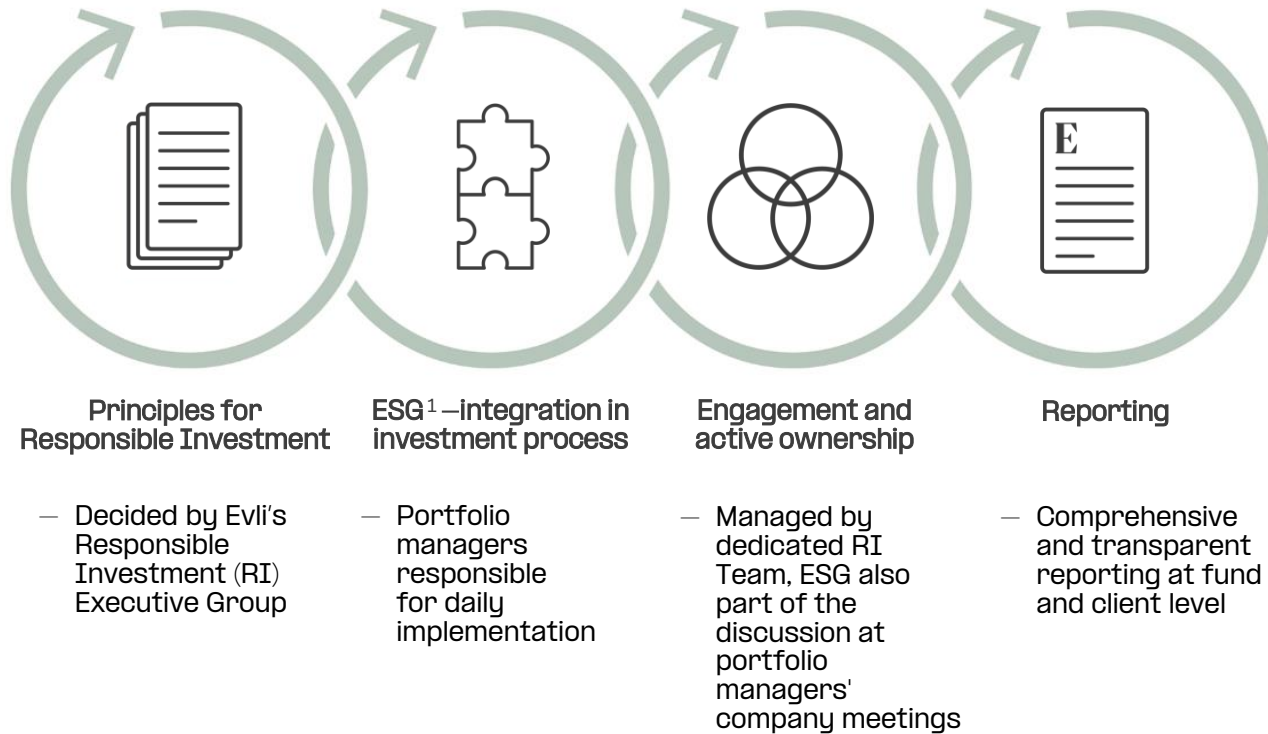 E
Principles for
Responsible Investment
— Decided by Evli's
Responsible
Investment (RI)
Executive Group
ESG¹ –integration in
investment process
— Portfolio
managers
responsible
for daily
implementation
Engagement and
active ownership
— Managed by
dedicated RI
Team, ESG also
part of the
discussion at
portfolio
managers'
company meetings
Reporting
— Comprehensive
and transparent
reporting at fund
and client level